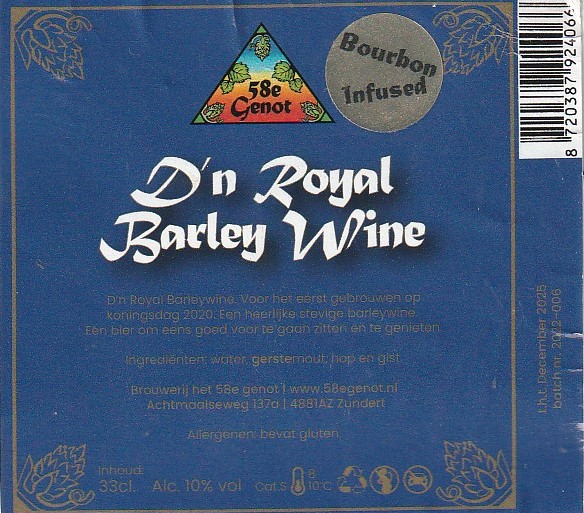 58e
Genot
Bourbon
Infused
8 720387 924066
D'n Royal
Barley Wine
D'n Royal Barleywine. Voor het eerst gebrouwen op
koningsdag 2020. Een heerlijke stevige barleywine.
Een bier om eens goed voor te gaan zitten en te genieten.
Ingrediënten: water, gerstemout, hop en gist.
Brouwerij het 58e genot | www.58egenot.nl
Achtmaalseweg 137a | 4881AZ Zundert
Allergenen: bevat gluten
t.h.t. December 2025
batch nr. 2022-006
Inhoud:
33cl. Alc. 10% vol Cat.S 8
10°C